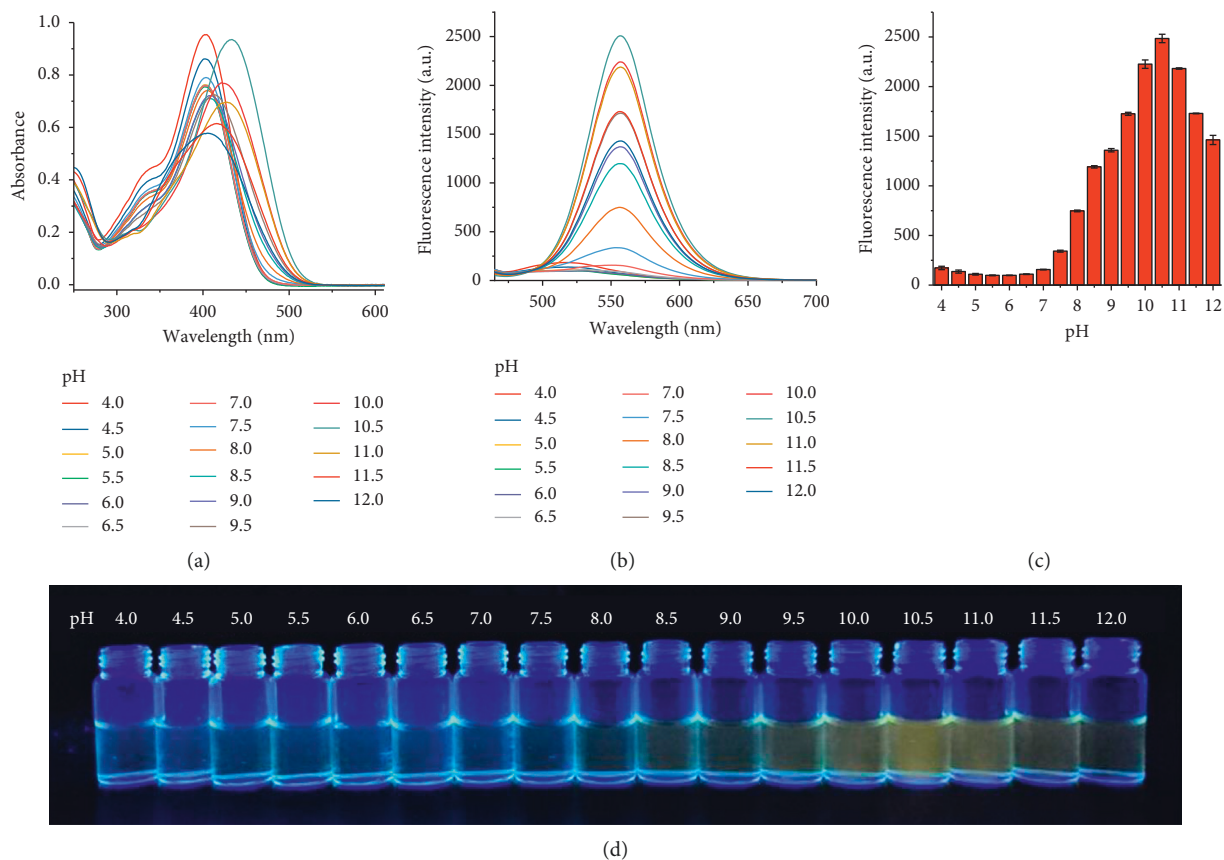 1.0
0.8
0.6
0.4
0.2
0.0
Absorbance
300 400 500 600
Wavelength (nm)
pH
4.0 7.0 10.0
4.5 7.5 10.5
5.0 8.0 11.0
5.5 8.5 11.5
6.0 9.0 12.0
6.5 9.5
(a)
2500
2000
1500
1000
500
0
Fluorescence intensity (a.u.)
500 550 600 650 700
Wavelength (nm)
pH
4.0 7.0 10.0
4.5 7.5 10.5
5.0 8.0 11.0
5.5 8.5 11.5
6.0 9.0 12.0
6.5 9.5
(b)
2500
2000
1500
1000
500
0
Fluorescence intensity (a.u.)
4 5 6 7 8 9 10 11 12
pH
(c)
pH 4.0 4.5 5.0 5.5 6.0 6.5 7.0 7.5 8.0 8.5 9.0 9.5 10.0 10.5 11.0 11.5 12.0
(d)